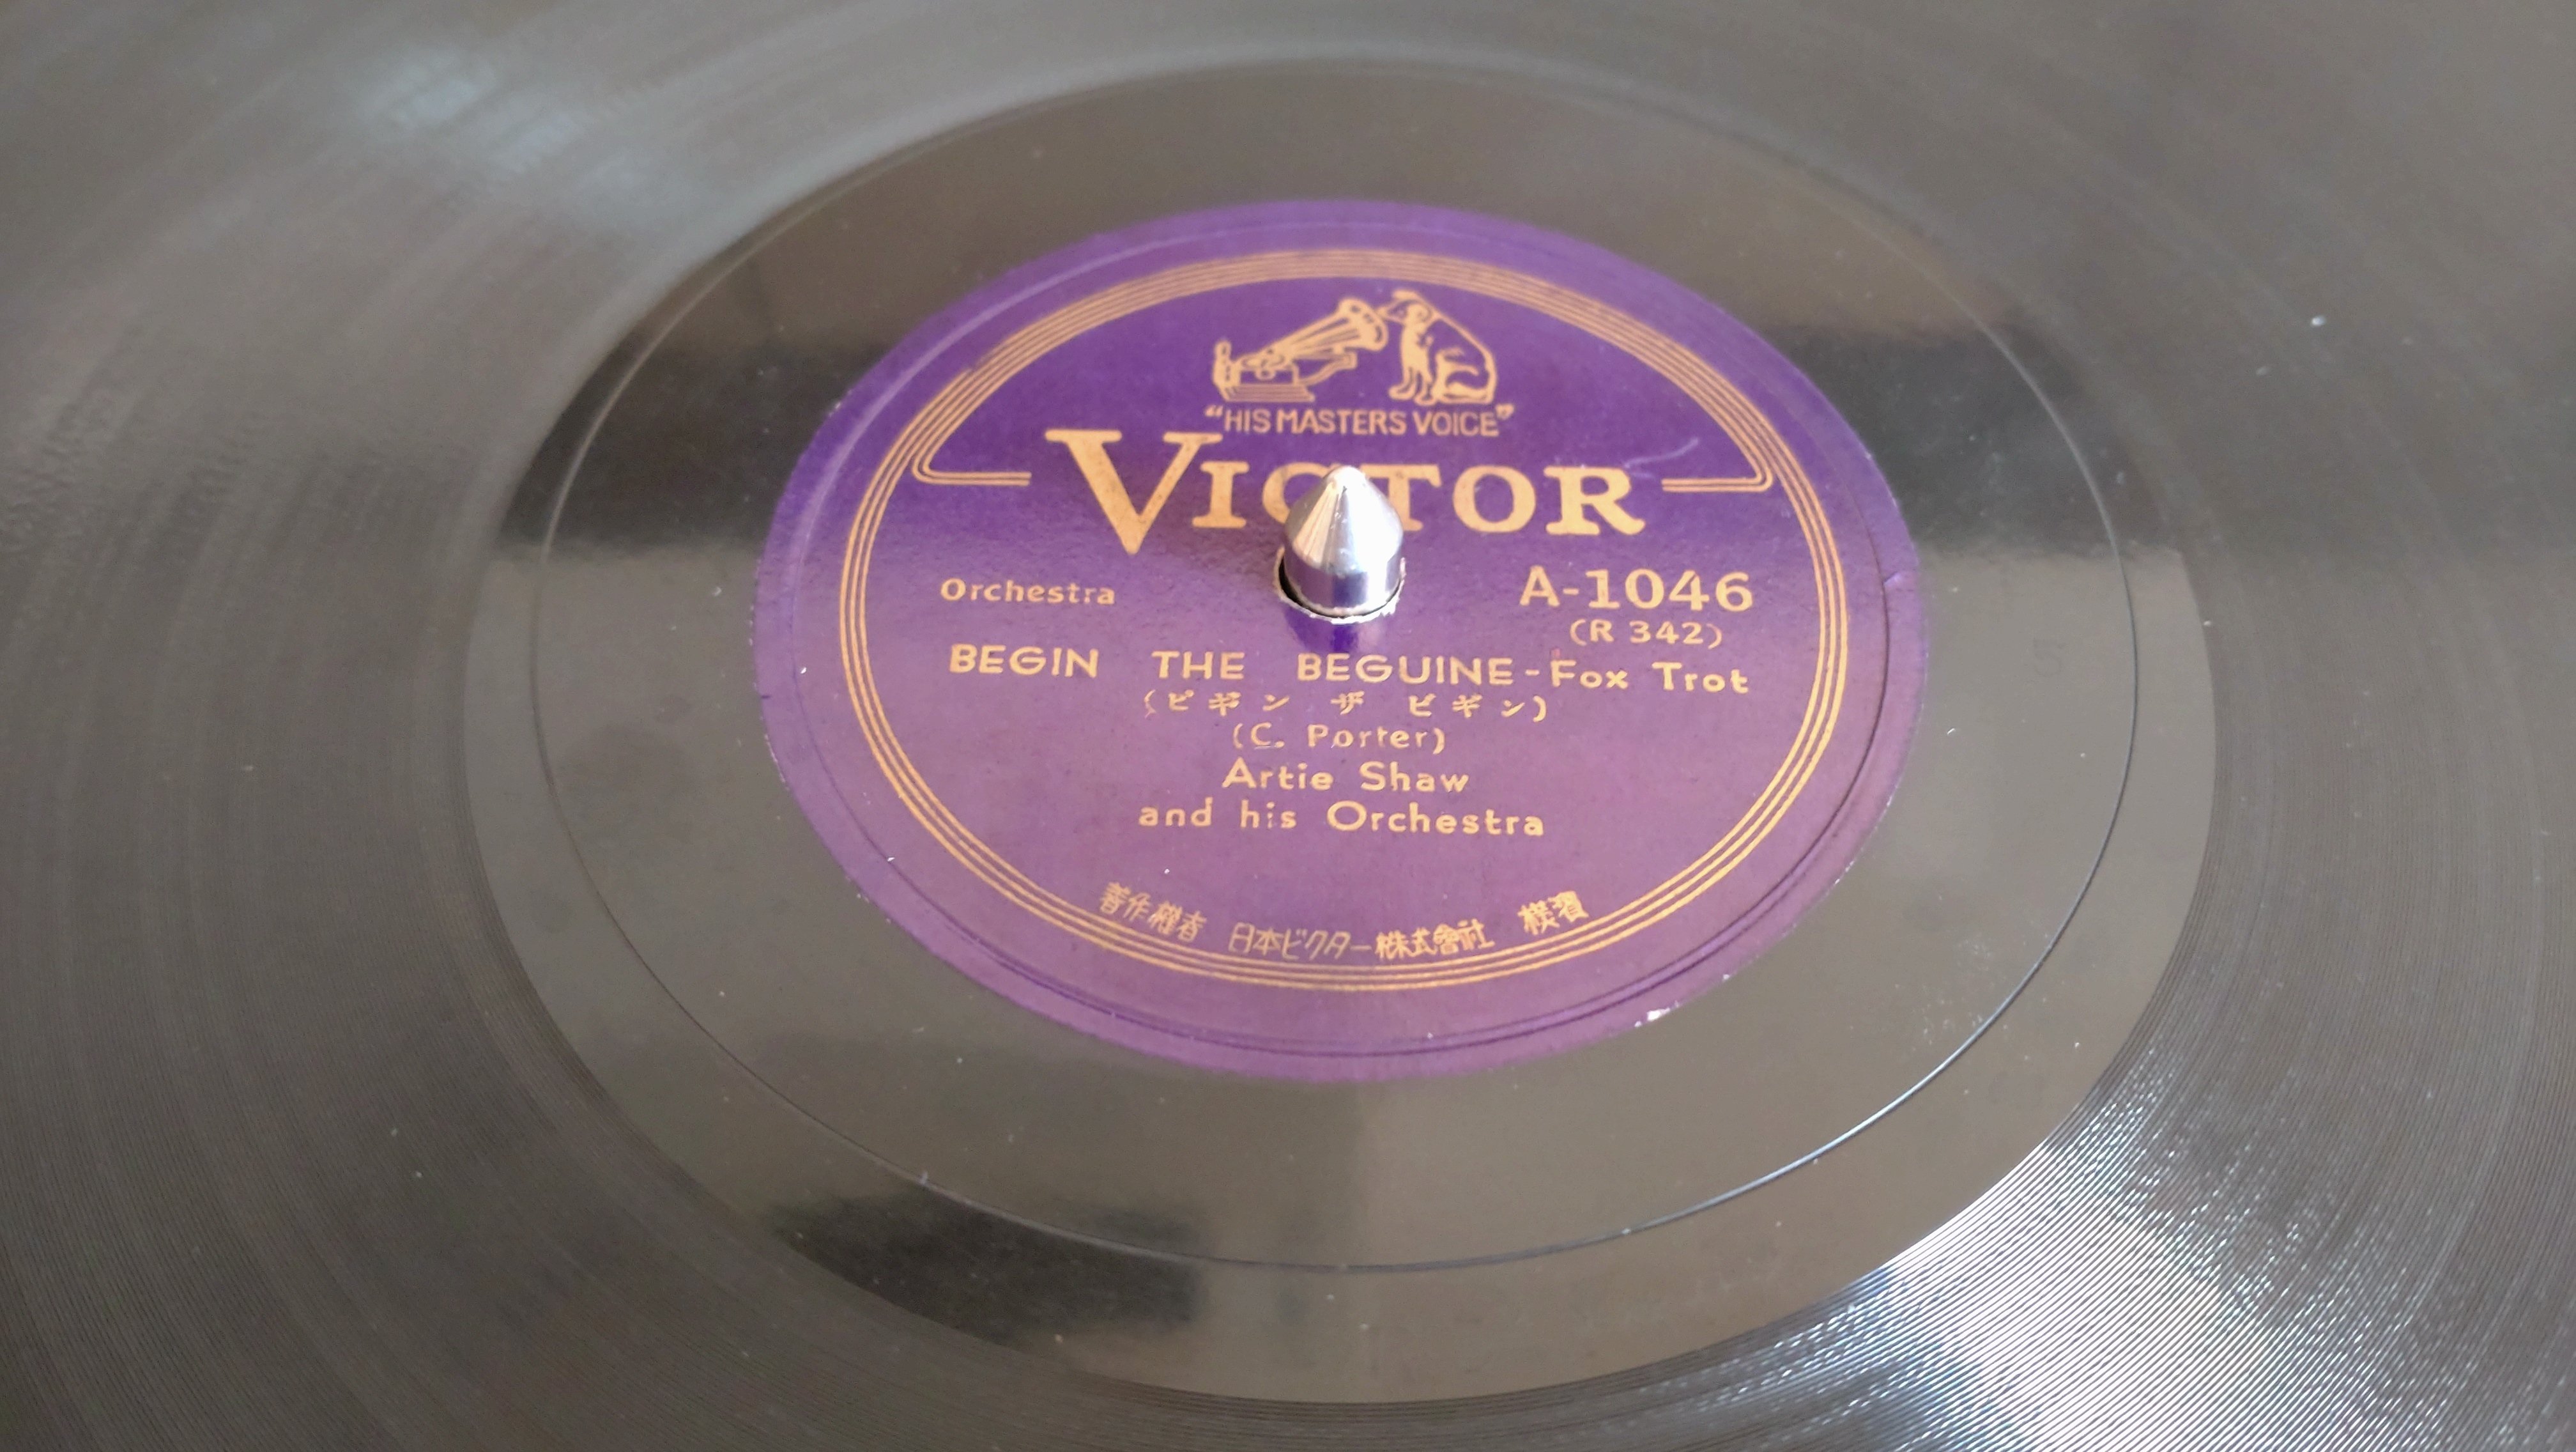 "HIS MASTERS VOICE"
VICTOR
Orchestra
A-1046
(R 342)
BEGIN THE BEGUINE-Fox Trot
(ビギン ザ ビギン)
(C. Porter)
Artie Shaw
and his Orchestra
著作権者 日本ビクター株式會社 横濱